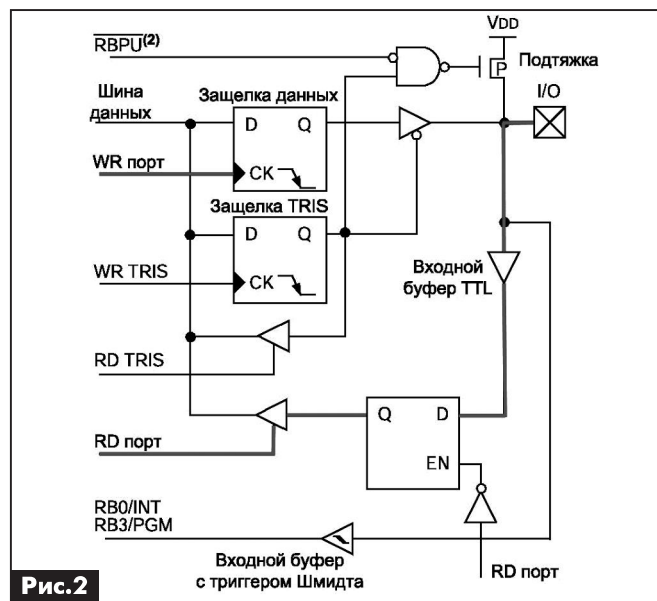 RBPU(2)
VDD
P
Подтяжка
I/O
Шина
данных
Защелка данных
D Q
WR порт
CK
Защелка TRIS
D Q
WR TRIS
CK
Входной
буфер TTL
RD TRIS
Q D
RD порт
EN
RB0/INT
RB3/PGM
Входной буфер
с триггером Шмидта
RD порт
Рис.2